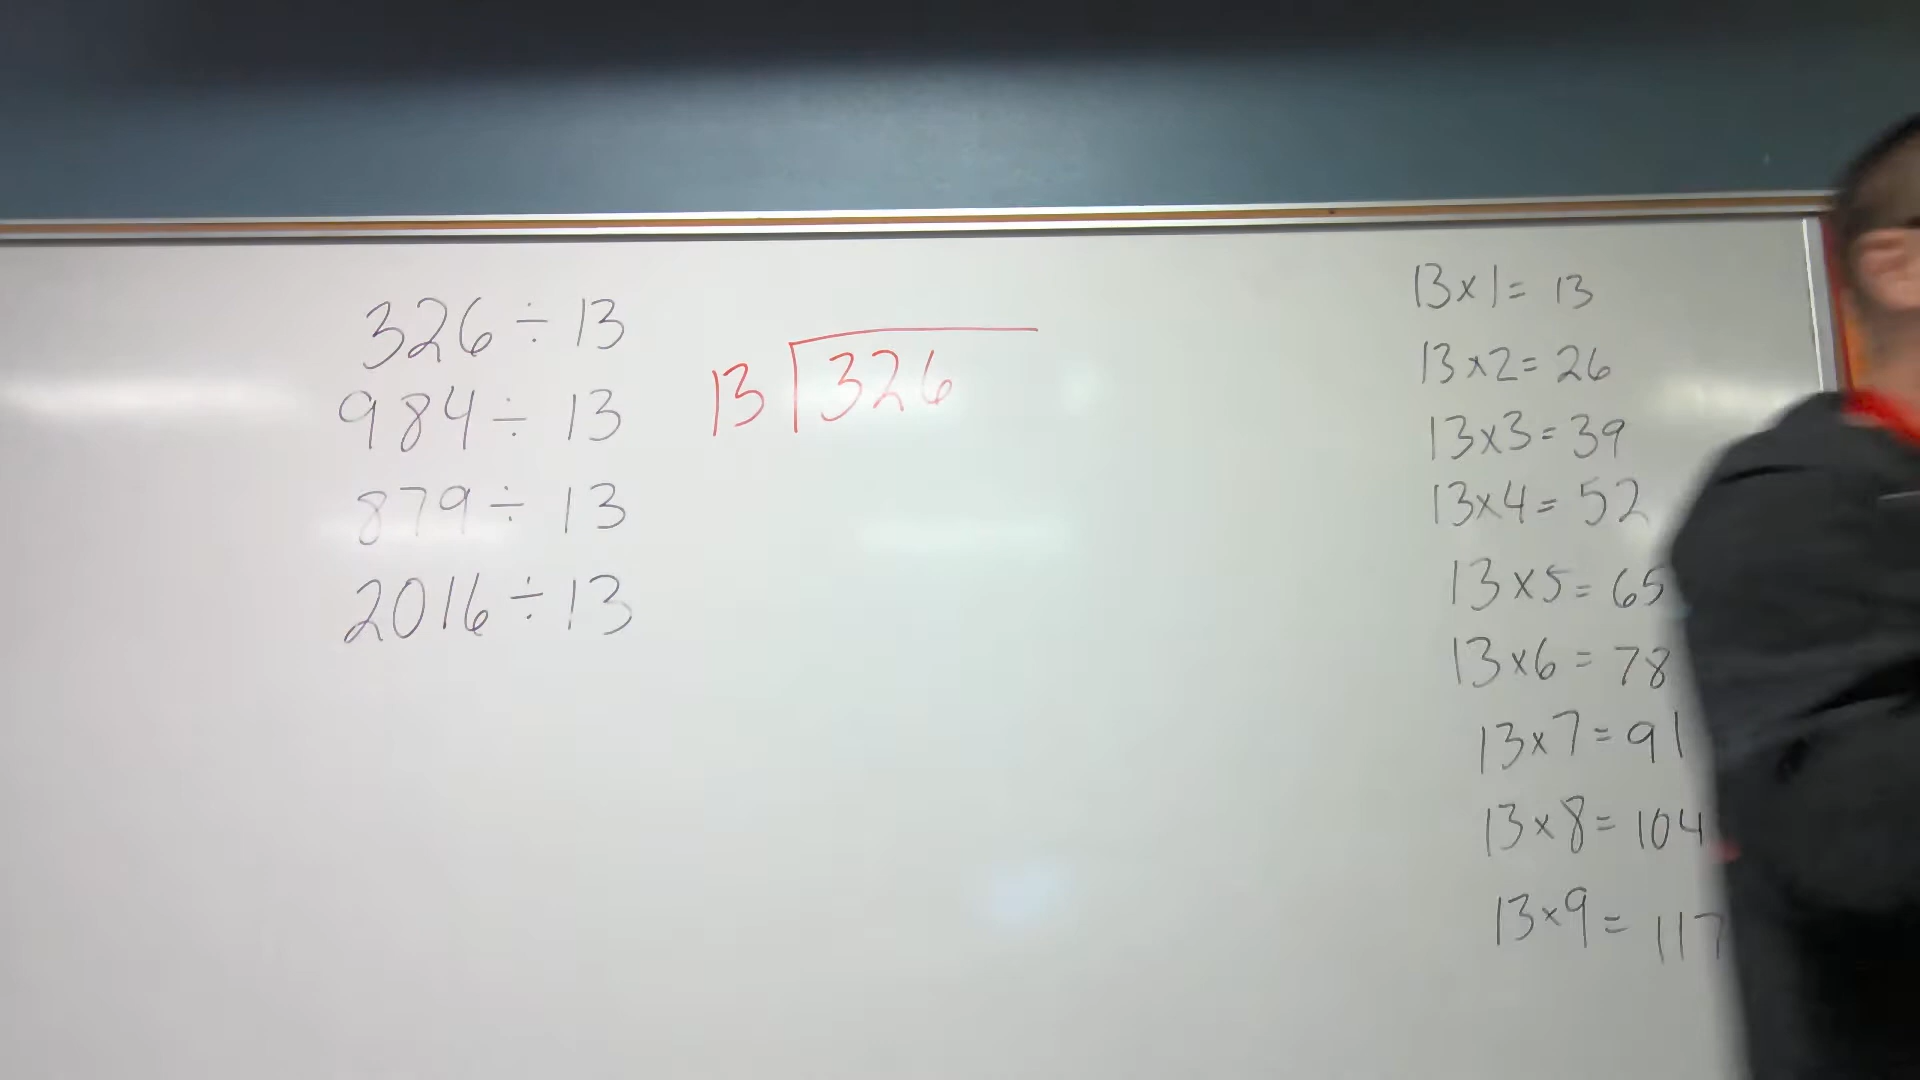 326 ÷ 13
984 ÷ 13
879 ÷ 13
2016 ÷ 13
13 326
13 x 1 = 13
13 x 2 = 26
13 x 3 = 39
13 x 4 = 52
13 x 5 = 65
13 x 6 = 78
13 x 7 = 91
13 x 8 = 104
13 x 9 = 117